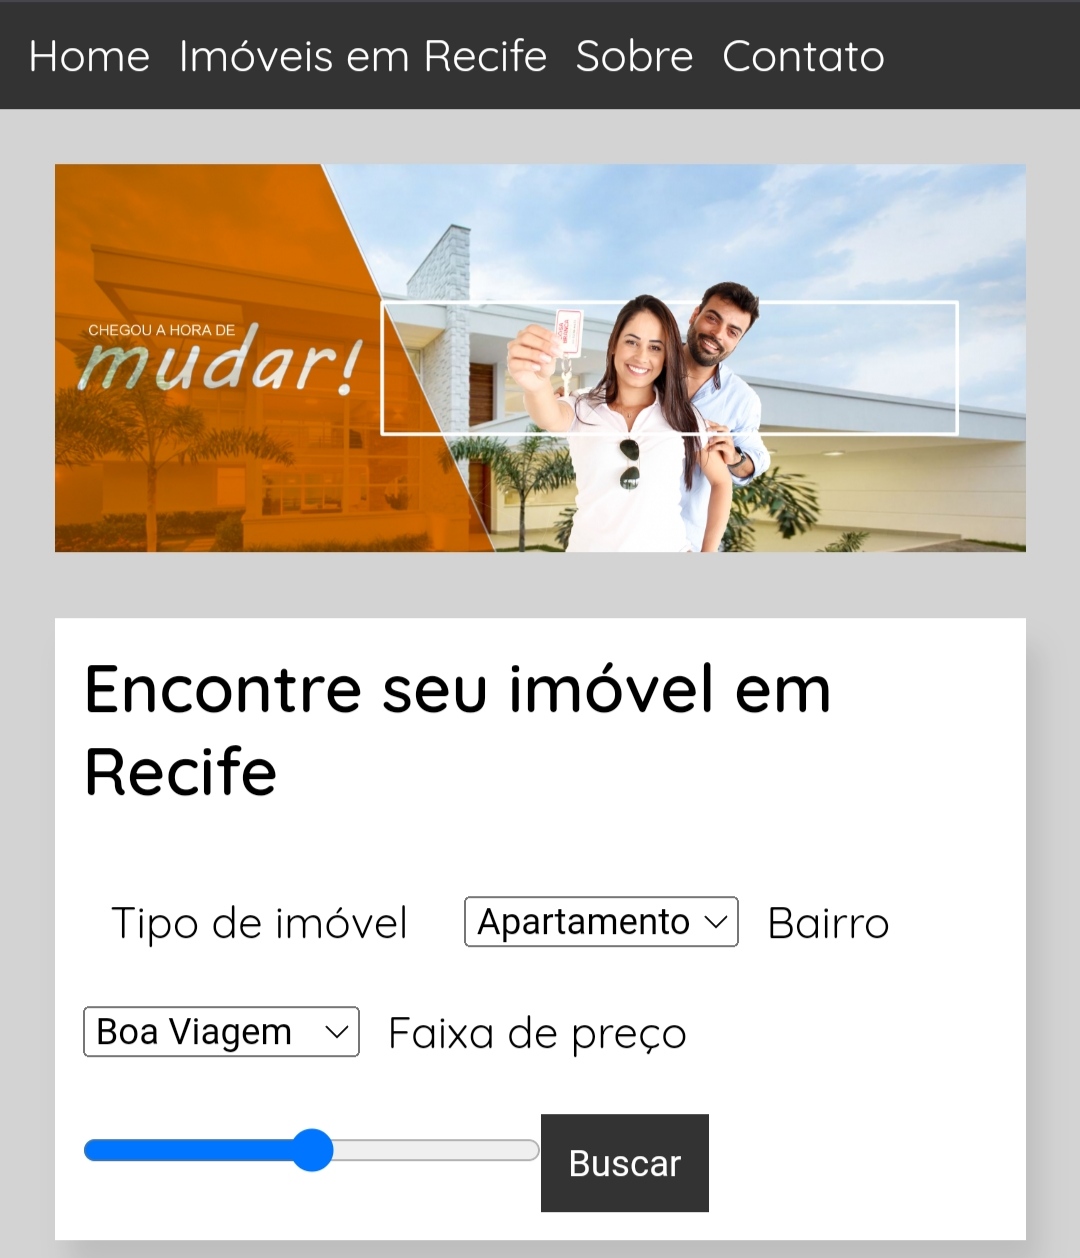 Home Imóveis em Recife Sobre Contato
CHEGOU A HORA DE
mudar!
Encontre seu imóvel em
Recife
Tipo de imóvel Apartamento Bairro
Boa Viagem Faixa de preço
Buscar